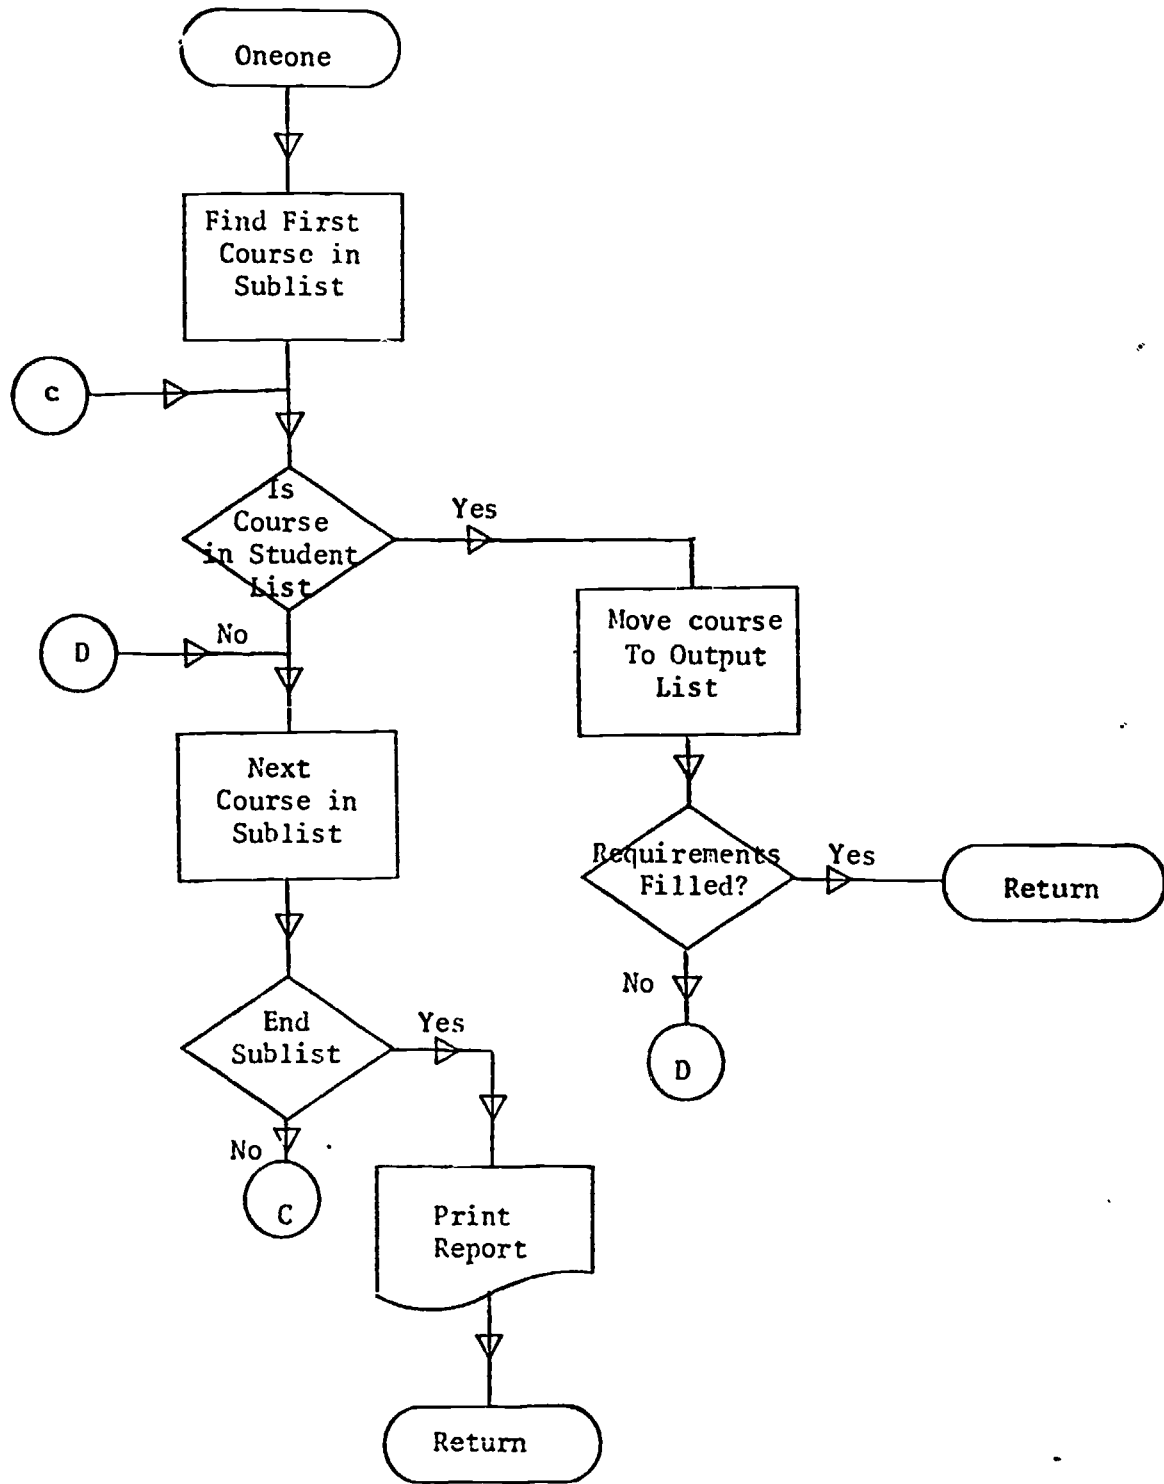 Oneone
Find First
Course in
Sublist
c
Is
Course
in Student
List
Yes
No
D
Move course
To Output
List
Next
Course in
Sublist
Requirements
Filled?
Yes
Return
No
D
End
Sublist
Yes
No
C
Print
Report
Return